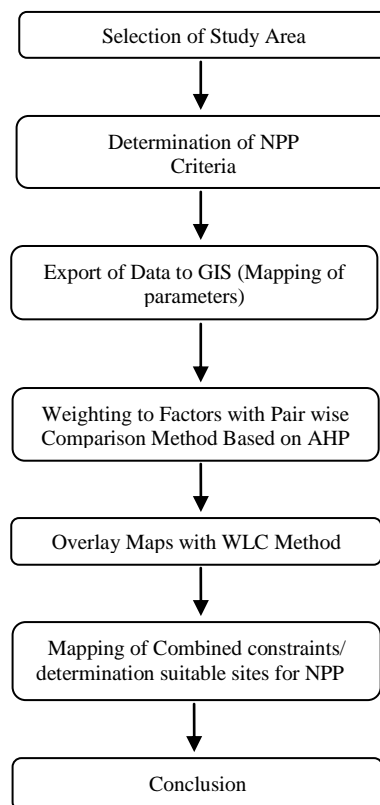 Selection of Study Area
Determination of NPP
Criteria
Export of Data to GIS (Mapping of
parameters)
Weighting to Factors with Pair wise
Comparison Method Based on AHP
Overlay Maps with WLC Method
Mapping of Combined constraints/
determination suitable sites for NPP
Conclusion